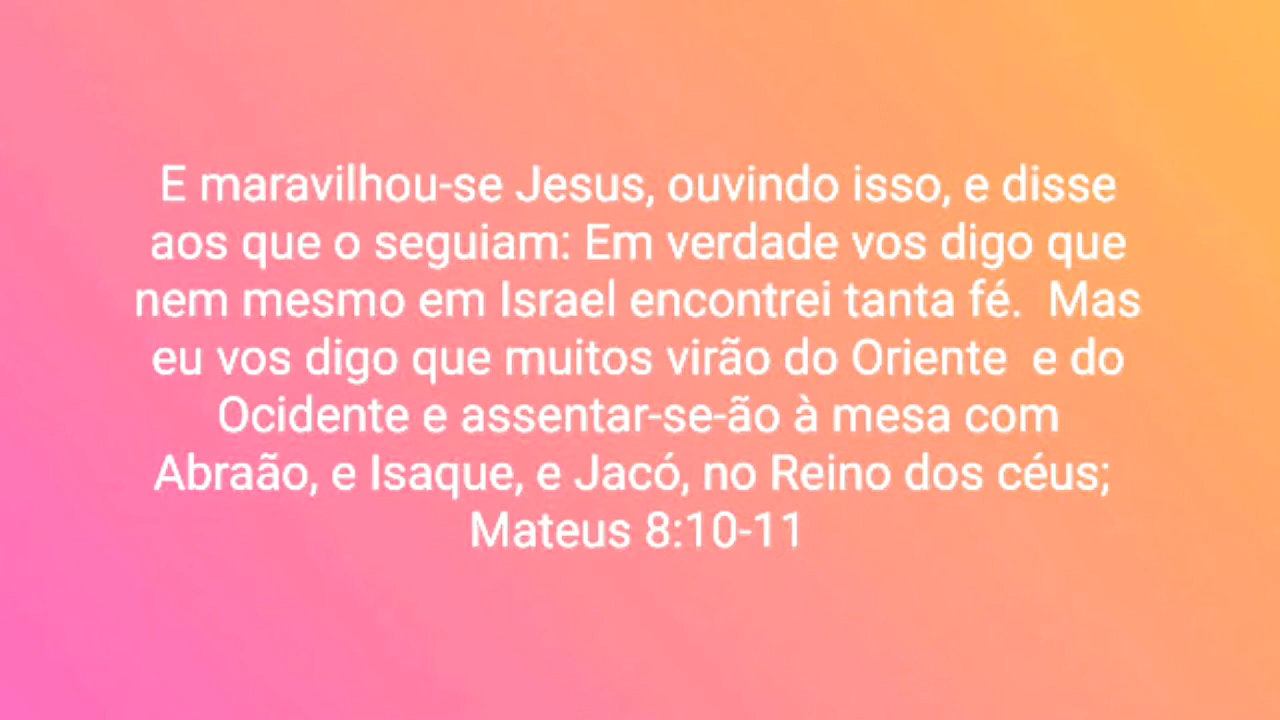 E maravilhou-se Jesus, ouvindo isso, e disse
aos que o seguiam: Em verdade vos digo que
nem mesmo em Israel encontrei tanta fé.  Mas
eu vos digo que muitos virão do Oriente  e do
Ocidente e assentar-se-ão à mesa com
Abraão, e Isaque, e Jacó, no Reino dos céus;
Mateus 8:10-11